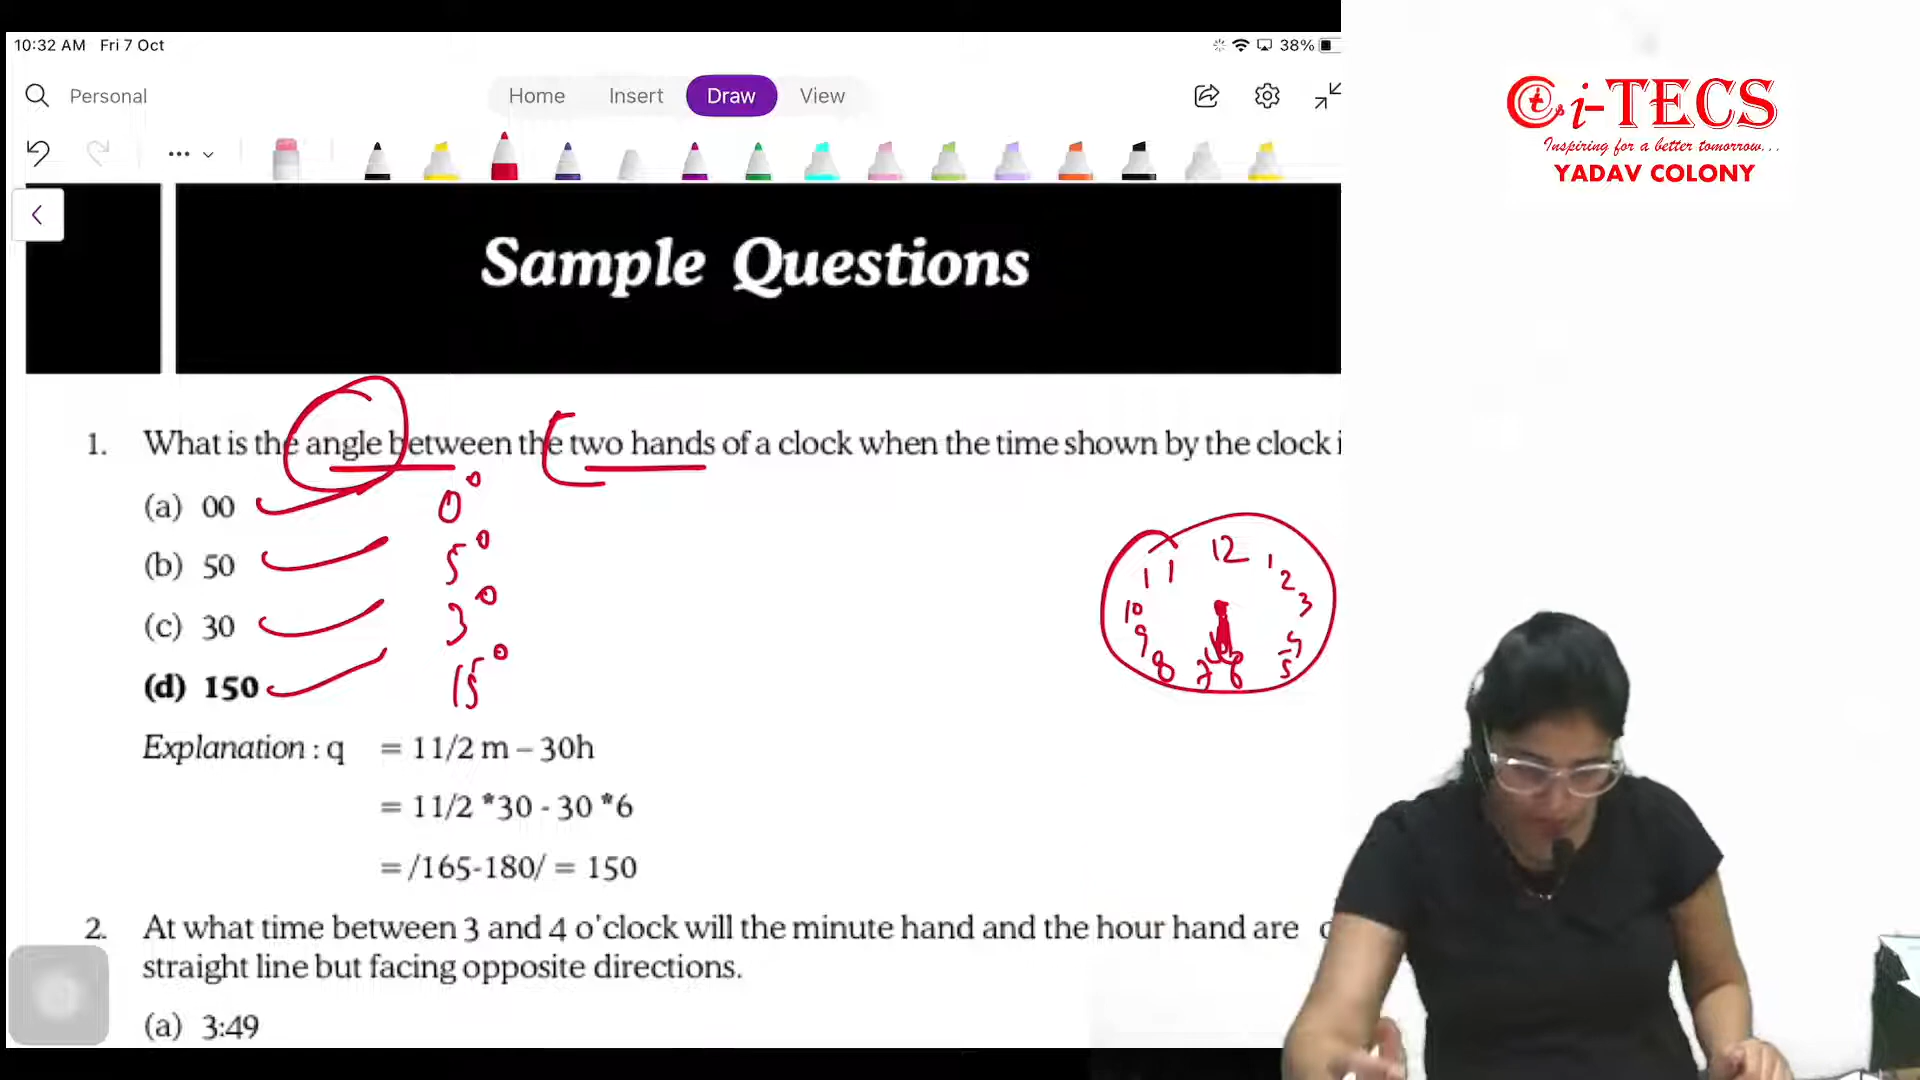 10:32 AM Fri 7 Oct
38%
Personal
Home Insert Draw View
i-TECS
Inspiring for a better tomorrow...
YADAV COLONY
Sample Questions
1. What is the angle between the two hands of a clock when the time shown by the clock i
(a) 00
0°
(b) 50
5°
(c) 30
3°
(d) 150
15°
12
1
2
3
4
5
6
7
8
9
10
11
Explanation : q = 11/2 m – 30h
= 11/2 *30 - 30 *6
= /165-180/ = 150
2. At what time between 3 and 4 o'clock will the minute hand and the hour hand are
straight line but facing opposite directions.
(a) 3:49